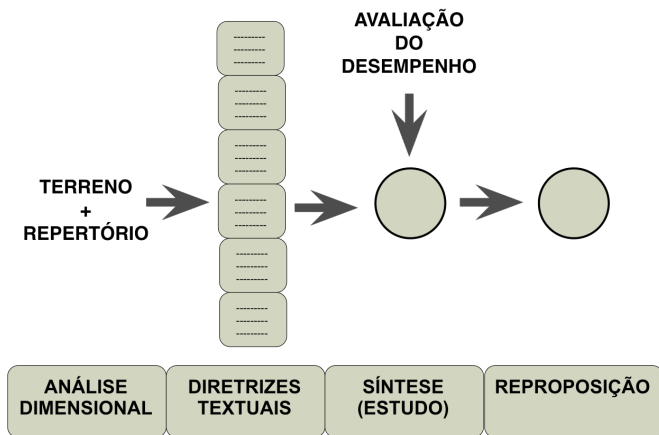 AVALIAÇÃO
DO
DESEMPENHO
TERRENO
+
REPERTÓRIO
ANÁLISE
DIMENSIONAL
DIRETRIZES
TEXTUAIS
SÍNTESE
(ESTUDO)
REPROPOSIÇÃO